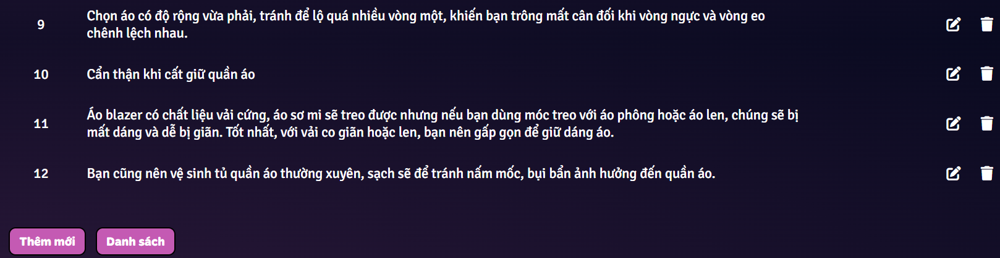 9
Chọn áo có độ rộng vừa phải, tránh để lộ quá nhiều vòng một, khiến bạn trông mất cân đối khi vòng ngực và vòng eo
chênh lệch nhau.
10
Cẩn thận khi cất giữ quần áo
11
Áo blazer có chất liệu vải cứng, áo sơ mi sẽ treo được nhưng nếu bạn dùng móc treo với áo phông hoặc áo len, chúng sẽ bị
mất dáng và dễ bị giãn. Tốt nhất, với vải co giãn hoặc len, bạn nên gấp gọn để giữ dáng áo.
12
Bạn cũng nên vệ sinh tủ quần áo thường xuyên, sạch sẽ để tránh nấm mốc, bụi bẩn ảnh hưởng đến quần áo.
Thêm mới
Danh sách